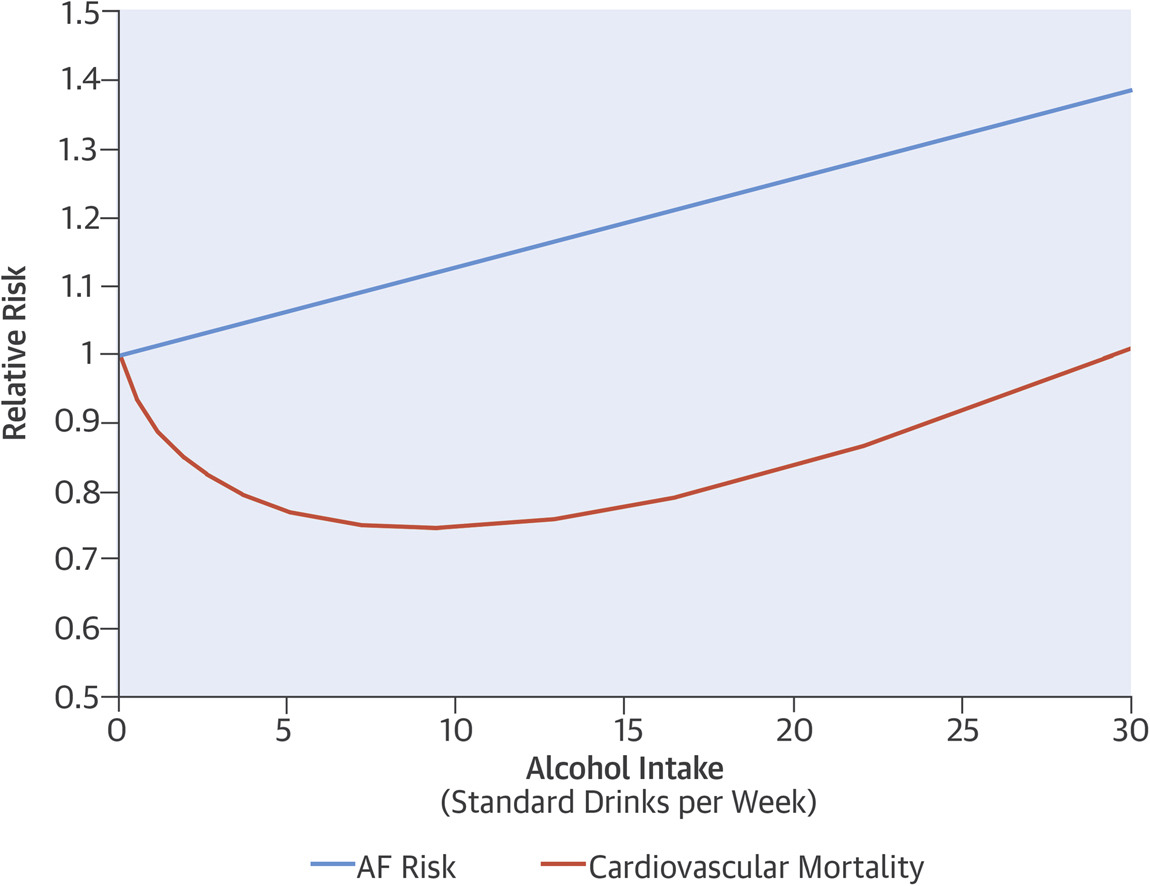 1.5
1.4
1.3
1.2
1.1
1
0.9
0.8
0.7
0.6
0.5
Relative Risk
0 5 10 15 20 25 30
Alcohol Intake
(Standard Drinks per Week)
AF Risk Cardiovascular Mortality